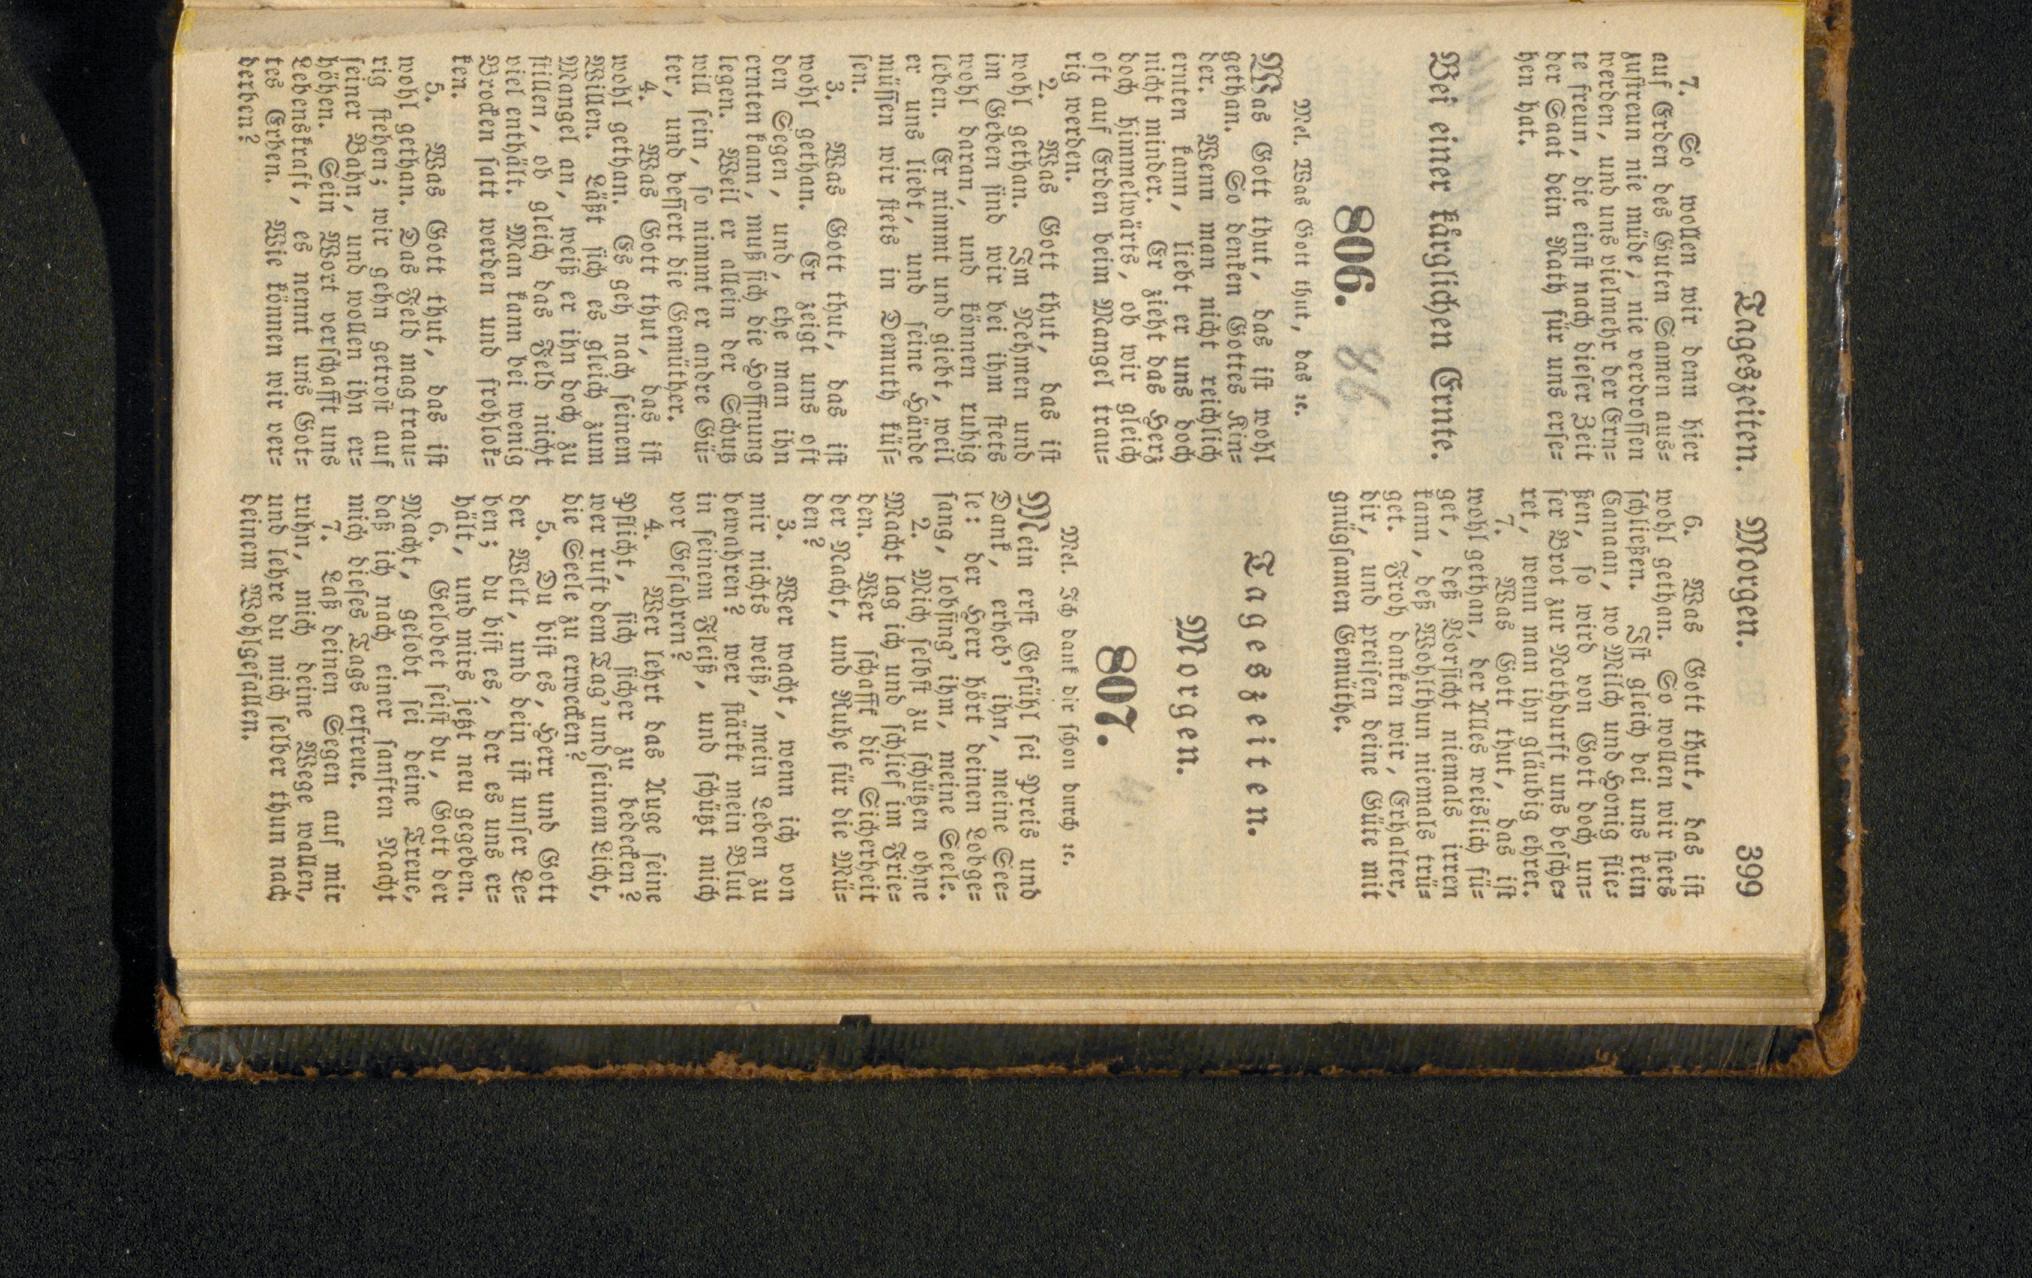 Tageszeiten. Morgen. 399
7. So wollen wir denn hier
auf Erden des Guten Samen aus=
zustreun nie müde, nie verdrossen
werden, und uns vielmehr der Ern=
te freun, die einst nach dieser Zeit
der Saat dein Rath für uns erse=
hen hat.
Bei einer kärglichen Ernte.
806. 86
Mel. Was Gott thut, das ꝛc.
Was Gott thut, das ist wohl
gethan. So denken Gottes Kin=
der. Wenn man nicht reichlich
ernten kann, liebt er uns doch
nicht minder. Er zieht das Herz
doch himmelwärts, ob wir gleich
oft auf Erden beim Mangel trau=
rig werden.
2. Was Gott thut, das ist
wohl gethan. Im Nehmen und
im Geben sind wir bei ihm stets
wohl daran, und können ruhig
leben. Er nimmt und giebt, weil
er uns liebt, und seine Hände
müssen wir stets in Demuth küs=
sen.
3. Was Gott thut, das ist
wohl gethan. Er zeigt uns oft
den Segen, und, ehe man ihn
ernten kann, muß sich die Hoffnung
legen. Weil er allein der Schutz
will sein, so nimmt er andre Gü=
ter, und bessert die Gemüther.
4. Was Gott thut, das ist
wohl gethan. Es geh nach seinem
Willen. Läßt sich es gleich zum
Mangel an, weiß er ihn doch zu
stillen, ob gleich das Feld nicht
viel enthält. Man kann bei wenig
Brocken satt werden und frohlok=
ken.
5. Was Gott thut, das ist
wohl gethan. Das Feld mag trau=
rig stehen; wir gehn getrost auf
seiner Bahn, und wollen ihn er=
höhen. Sein Wort verschafft uns
Lebenskraft, es nennt uns Got=
tes Erben. Wie können wir ver=
derben?
6. Was Gott thut, das ist
wohl gethan. So wollen wir stets
schließen. Ist gleich bei uns kein
Canaan, wo Milch und Honig flie=
ßen, so wird von Gott doch un=
ser Brot zur Nothdurft uns besche=
ret, wenn man ihn gläubig ehret.
7. Was Gott thut, das ist
wohl gethan, der Alles weislich fü=
get, deß Vorsicht niemals irren
kann, deß Wohlthun niemals trü=
get. Froh danken wir, Erhalter,
dir, und preisen deine Güte mit
gnügsamen Gemüthe.
Tageszeiten.
Morgen.
807.
Mel. Ich dank dir schon durch ꝛc.
Mein erst Gefühl sei Preis und
Dank, erheb' ihn, meine See=
le: der Herr hört deinen Lobge=
sang, lobsing' ihm, meine Seele.
2. Mich selbst zu schützen ohne
Macht lag ich und schlief im Frie=
den. Wer schafft die Sicherheit
der Nacht, und Ruhe für die Mü=
den?
3. Wer wacht, wenn ich von
mir nichts weiß, mein Leben zu
bewahren? wer stärkt mein Blut
in seinem Fleiß, und schützt mich
vor Gefahren?
4. Wer lehrt das Auge seine
Pflicht, sich sicher zu bedecken?
wer ruft dem Tag' und seinem Licht,
die Seele zu erwecken?
5. Du bist es, Herr und Gott
der Welt, und dein ist unser Le=
ben; du bist es, der es uns er=
hält, und mirs jetzt neu gegeben.
6. Gelobet seist du, Gott der
Macht, gelobt sei deine Treue,
daß ich nach einer sanften Nacht
mich dieses Tags erfreue.
7. Laß deinen Segen auf mir
ruhn, mich deine Wege wallen,
und lehre du mich selber thun nach
deinem Wohlgefallen.